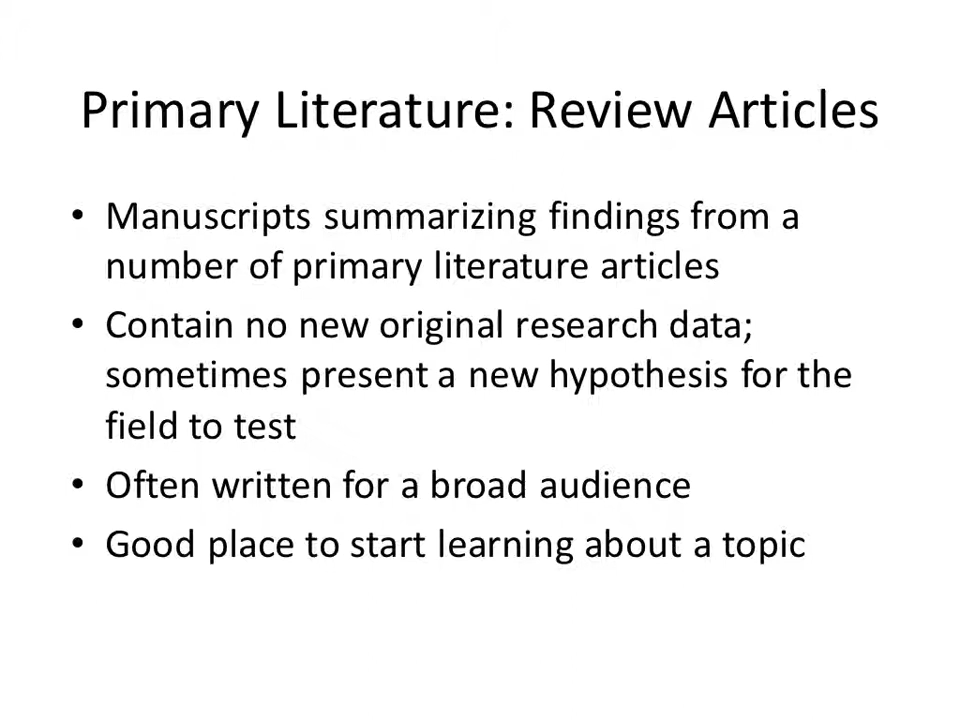 Primary Literature: Review Articles
• Manuscripts summarizing findings from a
number of primary literature articles
• Contain no new original research data;
sometimes present a new hypothesis for the
field to test
• Often written for a broad audience
• Good place to start learning about a topic